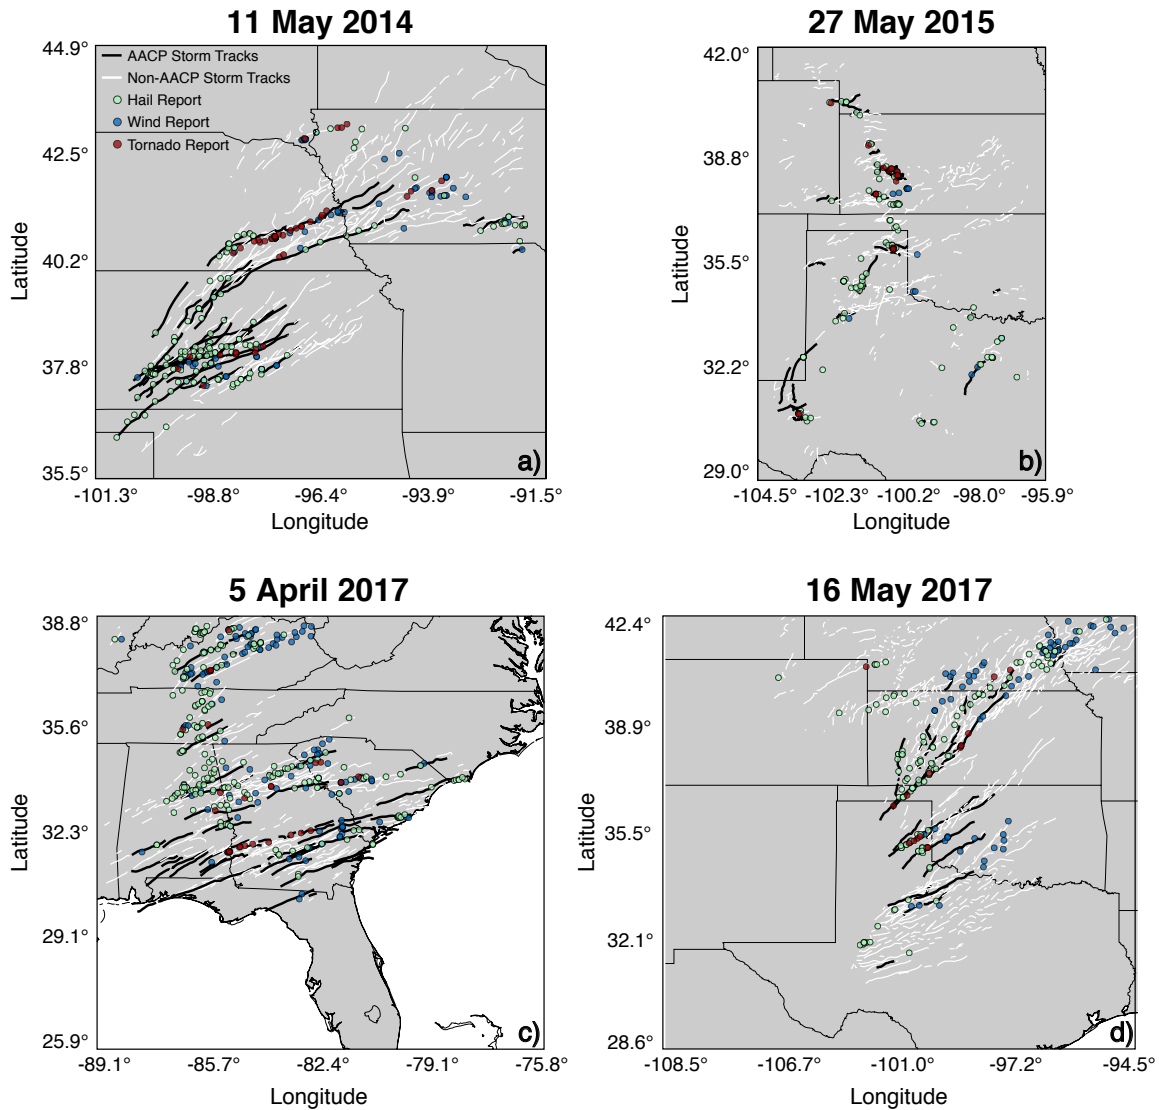 11 May 2014
44.9°
42.5°
40.2°
37.8°
35.5°
Latitude
AACP Storm Tracks
Non-AACP Storm Tracks
Hail Report
Wind Report
Tornado Report
a)
-101.3° -98.8° -96.4° -93.9° -91.5°
Longitude
27 May 2015
42.0°
38.8°
35.5°
32.2°
29.0°
Latitude
b)
-104.5° -102.3° -100.2° -98.0° -95.9°
Longitude
5 April 2017
38.8°
35.6°
32.3°
29.1°
25.9°
Latitude
c)
-89.1° -85.7° -82.4° -79.1° -75.8°
Longitude
16 May 2017
42.4°
38.9°
35.5°
32.1°
28.6°
Latitude
d)
-108.5° -106.7° -101.0° -97.2° -94.5°
Longitude